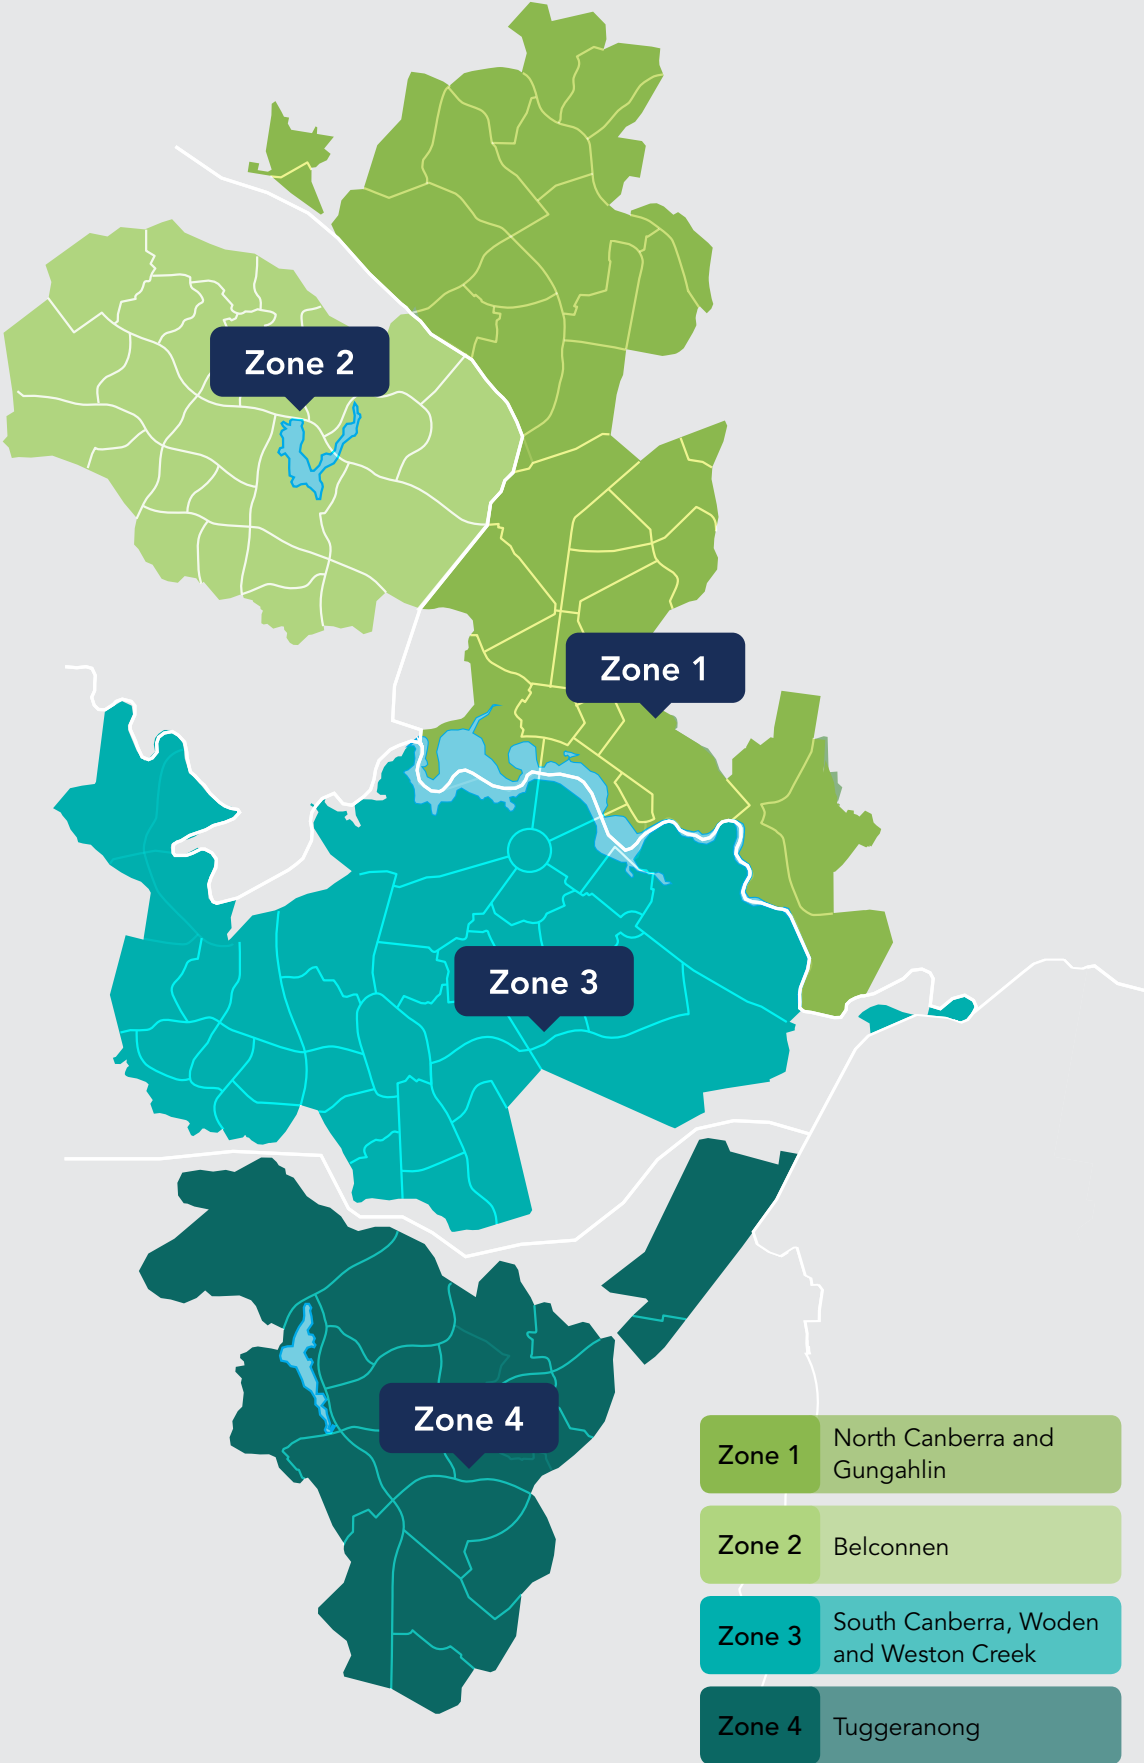 Zone 2
Zone 1
Zone 3
Zone 4
Zone 1
North Canberra and
Gungahlin
Zone 2
Belconnen
Zone 3
South Canberra, Woden
and Weston Creek
Zone 4
Tuggeranong